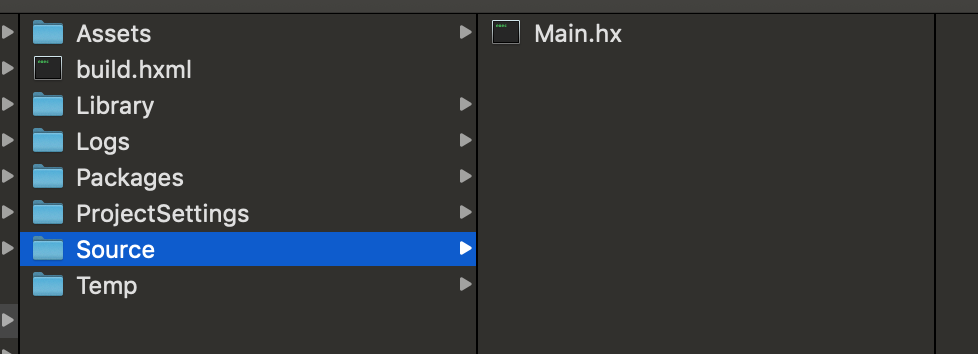 Assets
build.hxml
Library
Logs
Packages
ProjectSettings
Source
Temp
Main.hx